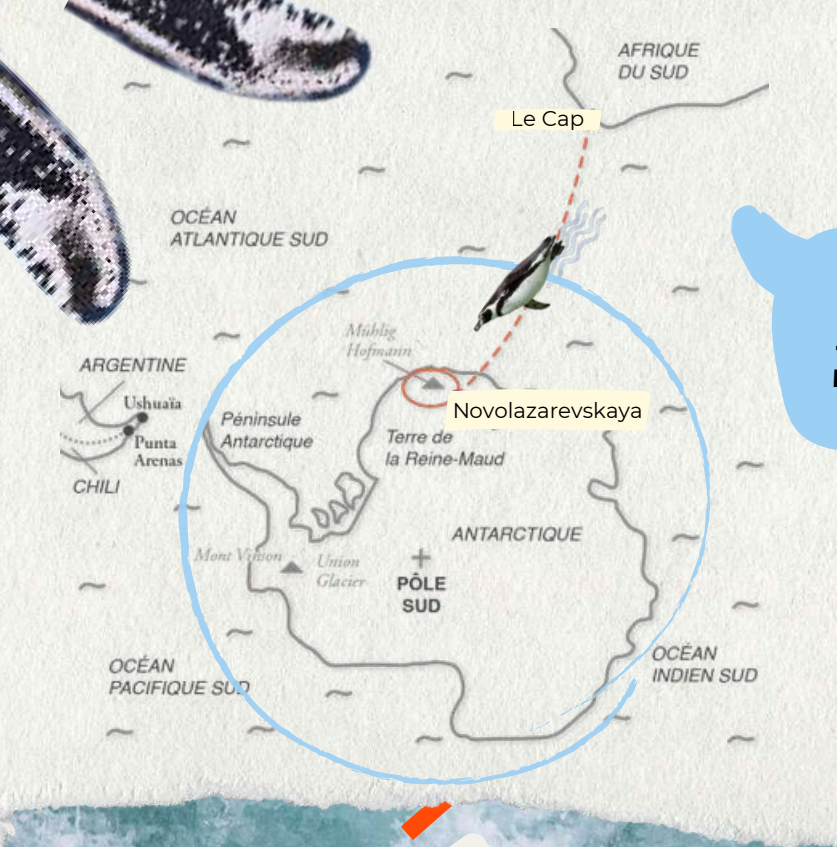 AFRIQUE
DU SUD
Le Cap
OCÉAN
ATLANTIQUE SUD
Mühlig
Hofmann
ARGENTINE
Ushuaïa
Punta
Arenas
CHILI
Péninsule
Antarctique
Novolazarevskaya
Terre de
la Reine-Maud
ANTARCTIQUE
Mont Vinson
Union
Glacier
PÔLE
SUD
OCÉAN
PACIFIQUE SUD
OCÉAN
INDIEN SUD